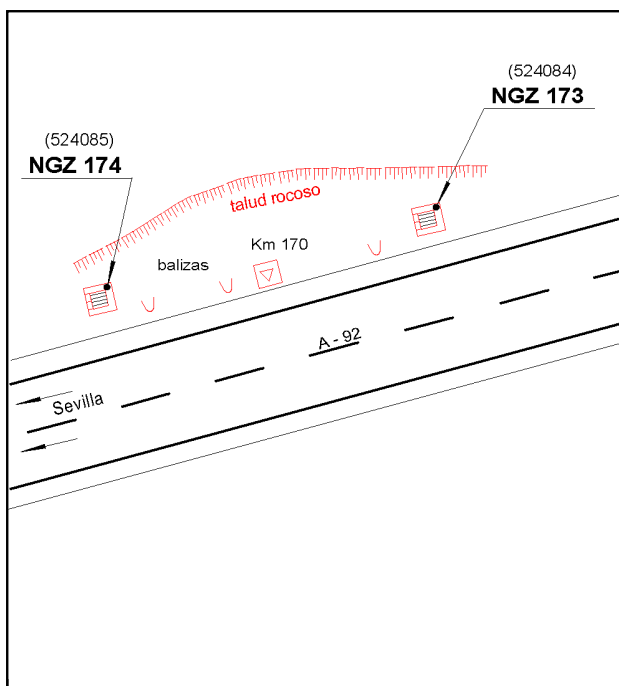 (524084)
NGZ 173
(524085)
NGZ 174
talud rocoso
Km 170
balizas
A - 92
Sevilla